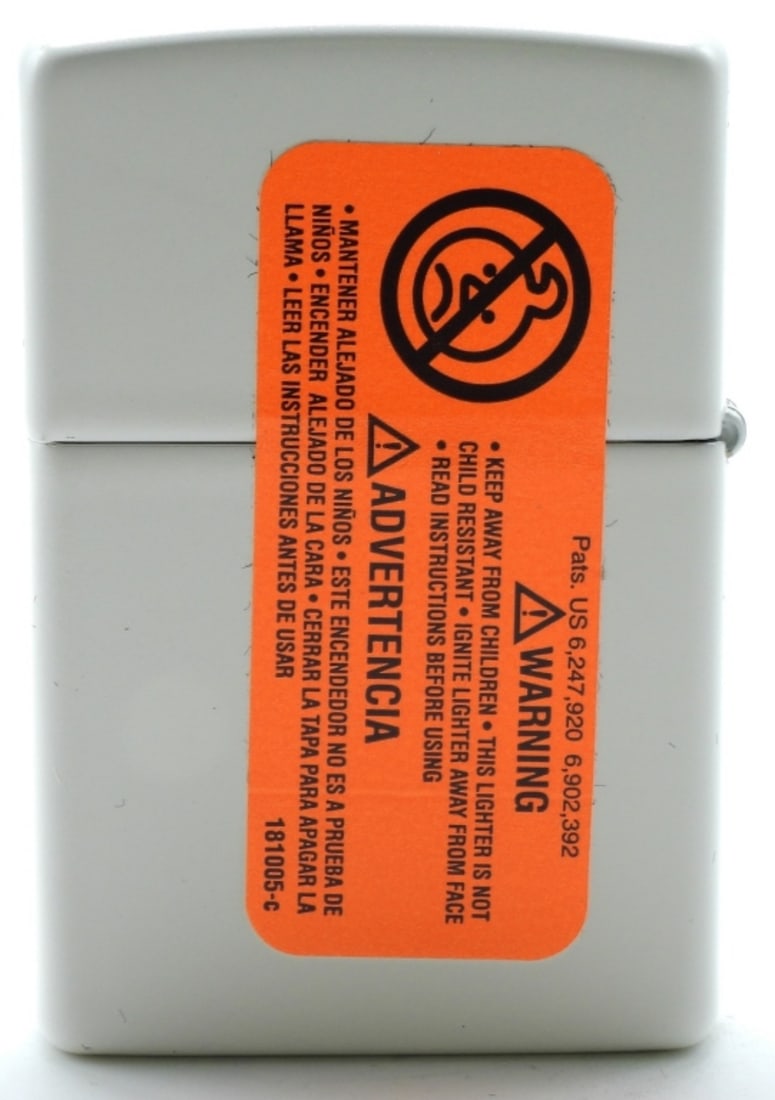 Pats. US 6,247,920 6,902,392
WARNING
• KEEP AWAY FROM CHILDREN • THIS LIGHTER IS NOT
CHILD RESISTANT • IGNITE LIGHTER AWAY FROM FACE
• READ INSTRUCTIONS BEFORE USING
ADVERTENCIA
• MANTENER ALEJADO DE LOS NIÑOS • ESTE ENCENDEDOR NO ES A PRUEBA DE
NIÑOS • ENCENDER ALEJADO DE LA CARA • CERRAR LA TAPA PARA APAGAR LA
LLAMA • LEER LAS INSTRUCCIONES ANTES DE USAR
181005-c